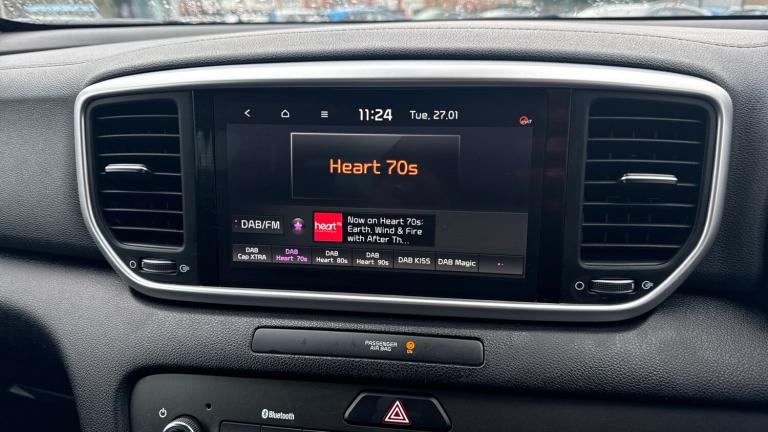 11:24 Tue, 27.01
Heart 70s
DAB/FM
heart 70s
Now on Heart 70s:
Earth, Wind & Fire
with After Th...
DAB
Cap XTRA
DAB
Heart 70s
DAB
Heart 80s
DAB
Heart 90s
DAB KISS
DAB Magic
PASSENGER
AIR BAG
ON
Bluetooth